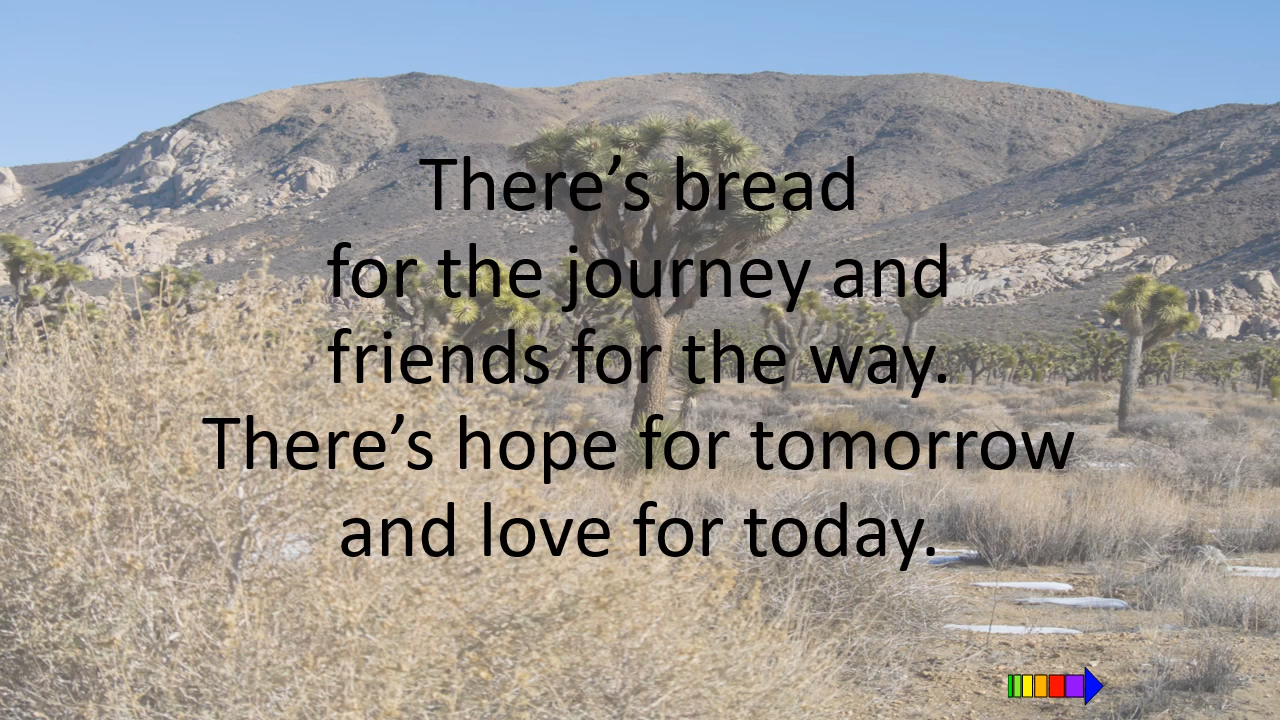 There’s bread
for the journey and
friends for the way.
There’s hope for tomorrow
and love for today.